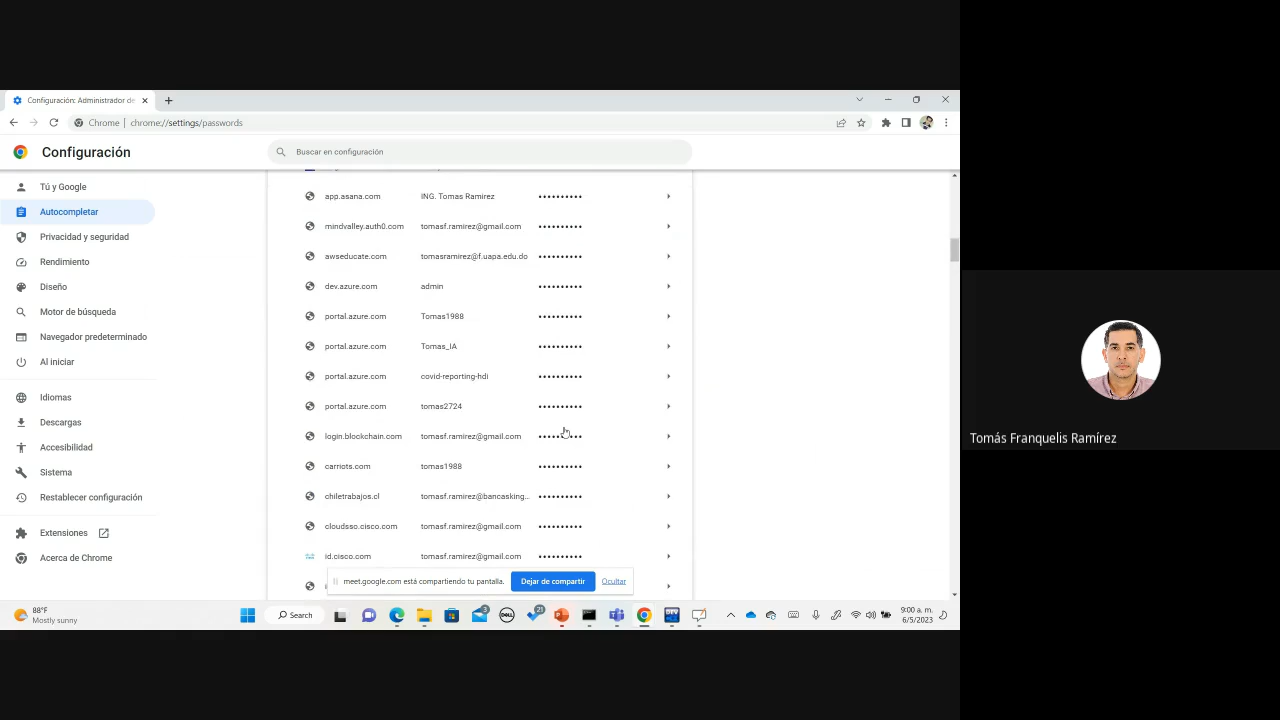 Configuración: Administrador de
Chrome | chrome://settings/passwords
Configuración
Buscar en configuración
Tú y Google
Autocompletar
Privacidad y seguridad
Rendimiento
Diseño
Motor de búsqueda
Navegador predeterminado
Al iniciar
Idiomas
Descargas
Accesibilidad
Sistema
Restablecer configuración
Extensiones
Acerca de Chrome
app.asana.com ING. Tomas Ramirez ••••••••••
mindvalley.auth0.com tomasf.ramirez@gmail.com ••••••••••
awseducate.com tomasramirez@f.uapa.edu.do ••••••••••
dev.azure.com admin ••••••••••
portal.azure.com Tomas1988 ••••••••••
portal.azure.com Tomas_IA ••••••••••
portal.azure.com covid-reporting-hdi ••••••••••
portal.azure.com tomas2724 ••••••••••
login.blockchain.com tomasf.ramirez@gmail.com ••••••••••
carriots.com tomas1988 ••••••••••
chiletrabajos.cl tomasf.ramirez@bancasking... ••••••••••
cloudsso.cisco.com tomasf.ramirez@gmail.com ••••••••••
id.cisco.com tomasf.ramirez@gmail.com ••••••••••
meet.google.com está compartiendo tu pantalla. Dejar de compartir Ocultar
88°F
Mostly sunny
Search
3
DELL
21
DEV
9:00 a. m.
6/5/2023
Tomás Franquelis Ramírez